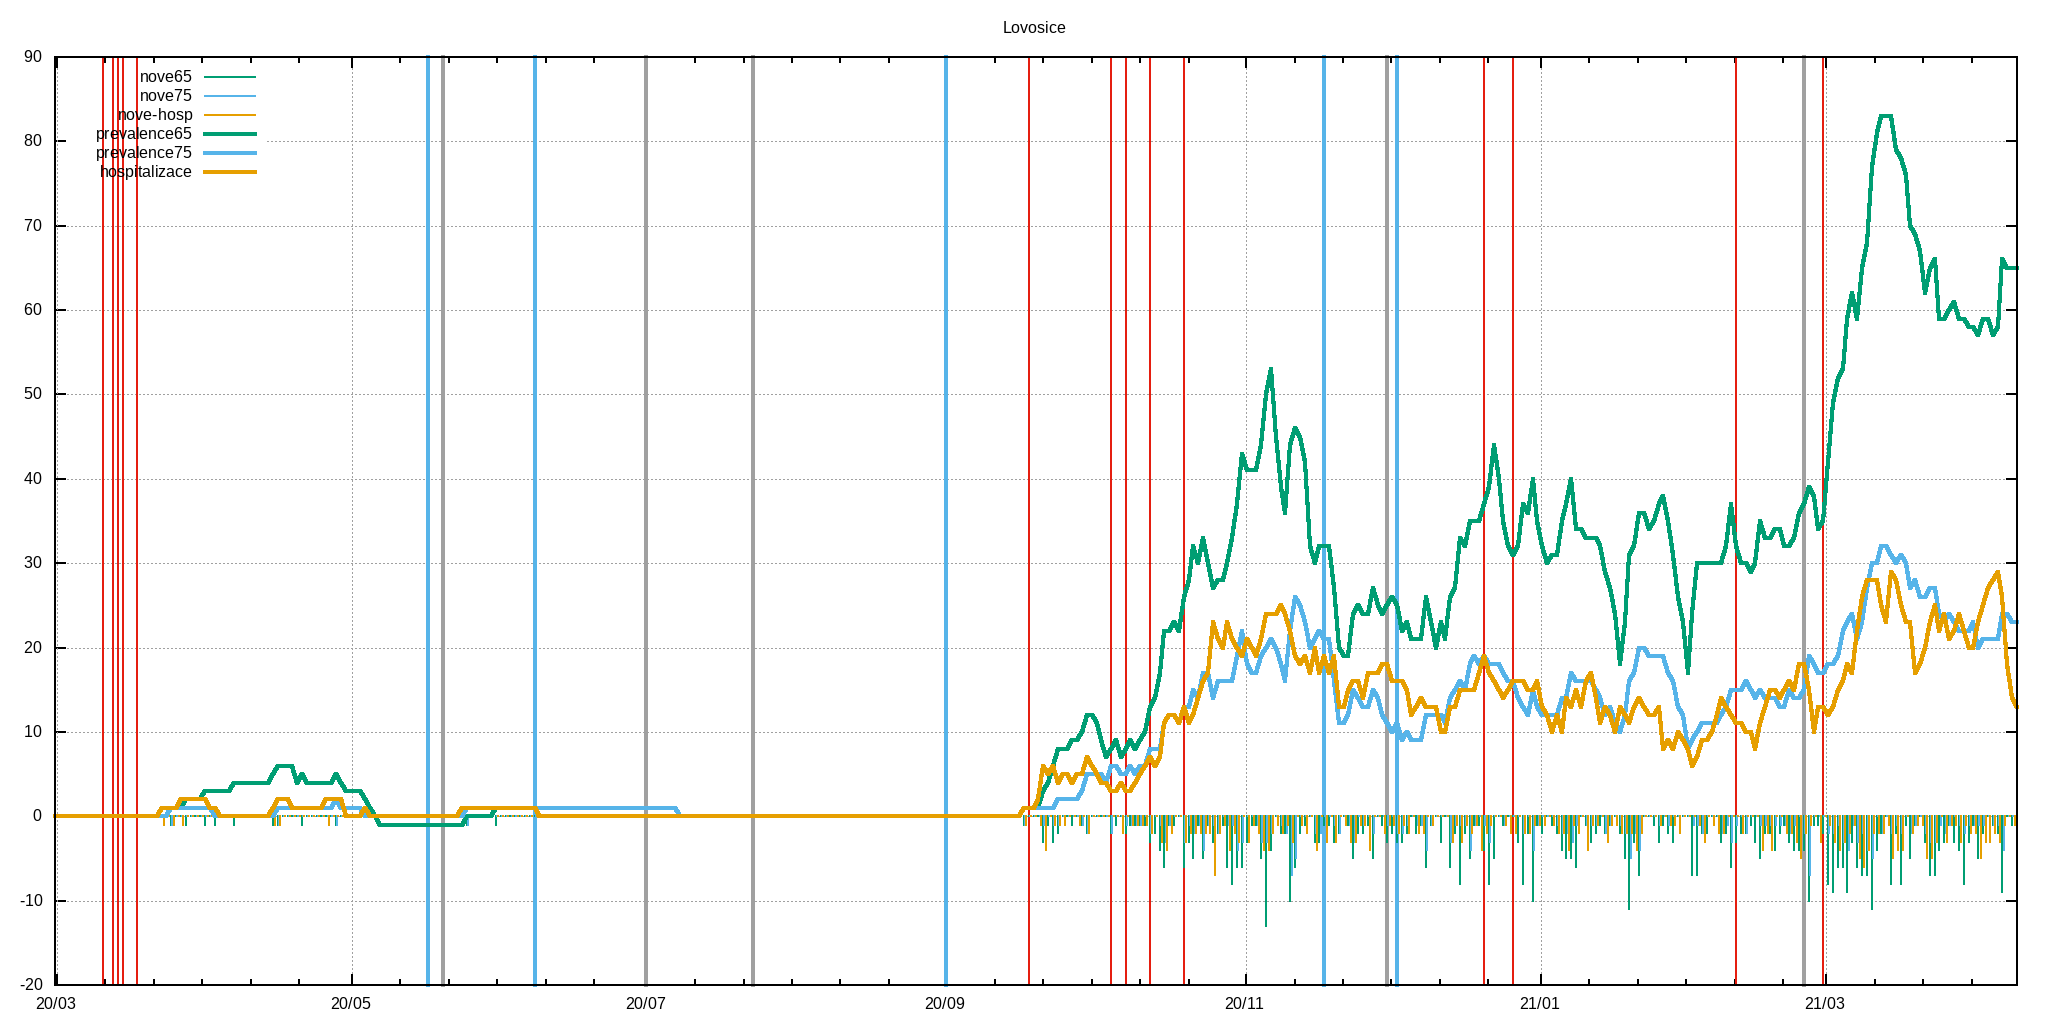 Lovosice
90
80
70
60
50
40
30
20
10
0
-10
-20
nove65
nove75
nove-hosp
prevalence65
prevalence75
hospitalizace
20/03 20/05 20/07 20/09 20/11 21/01 21/03